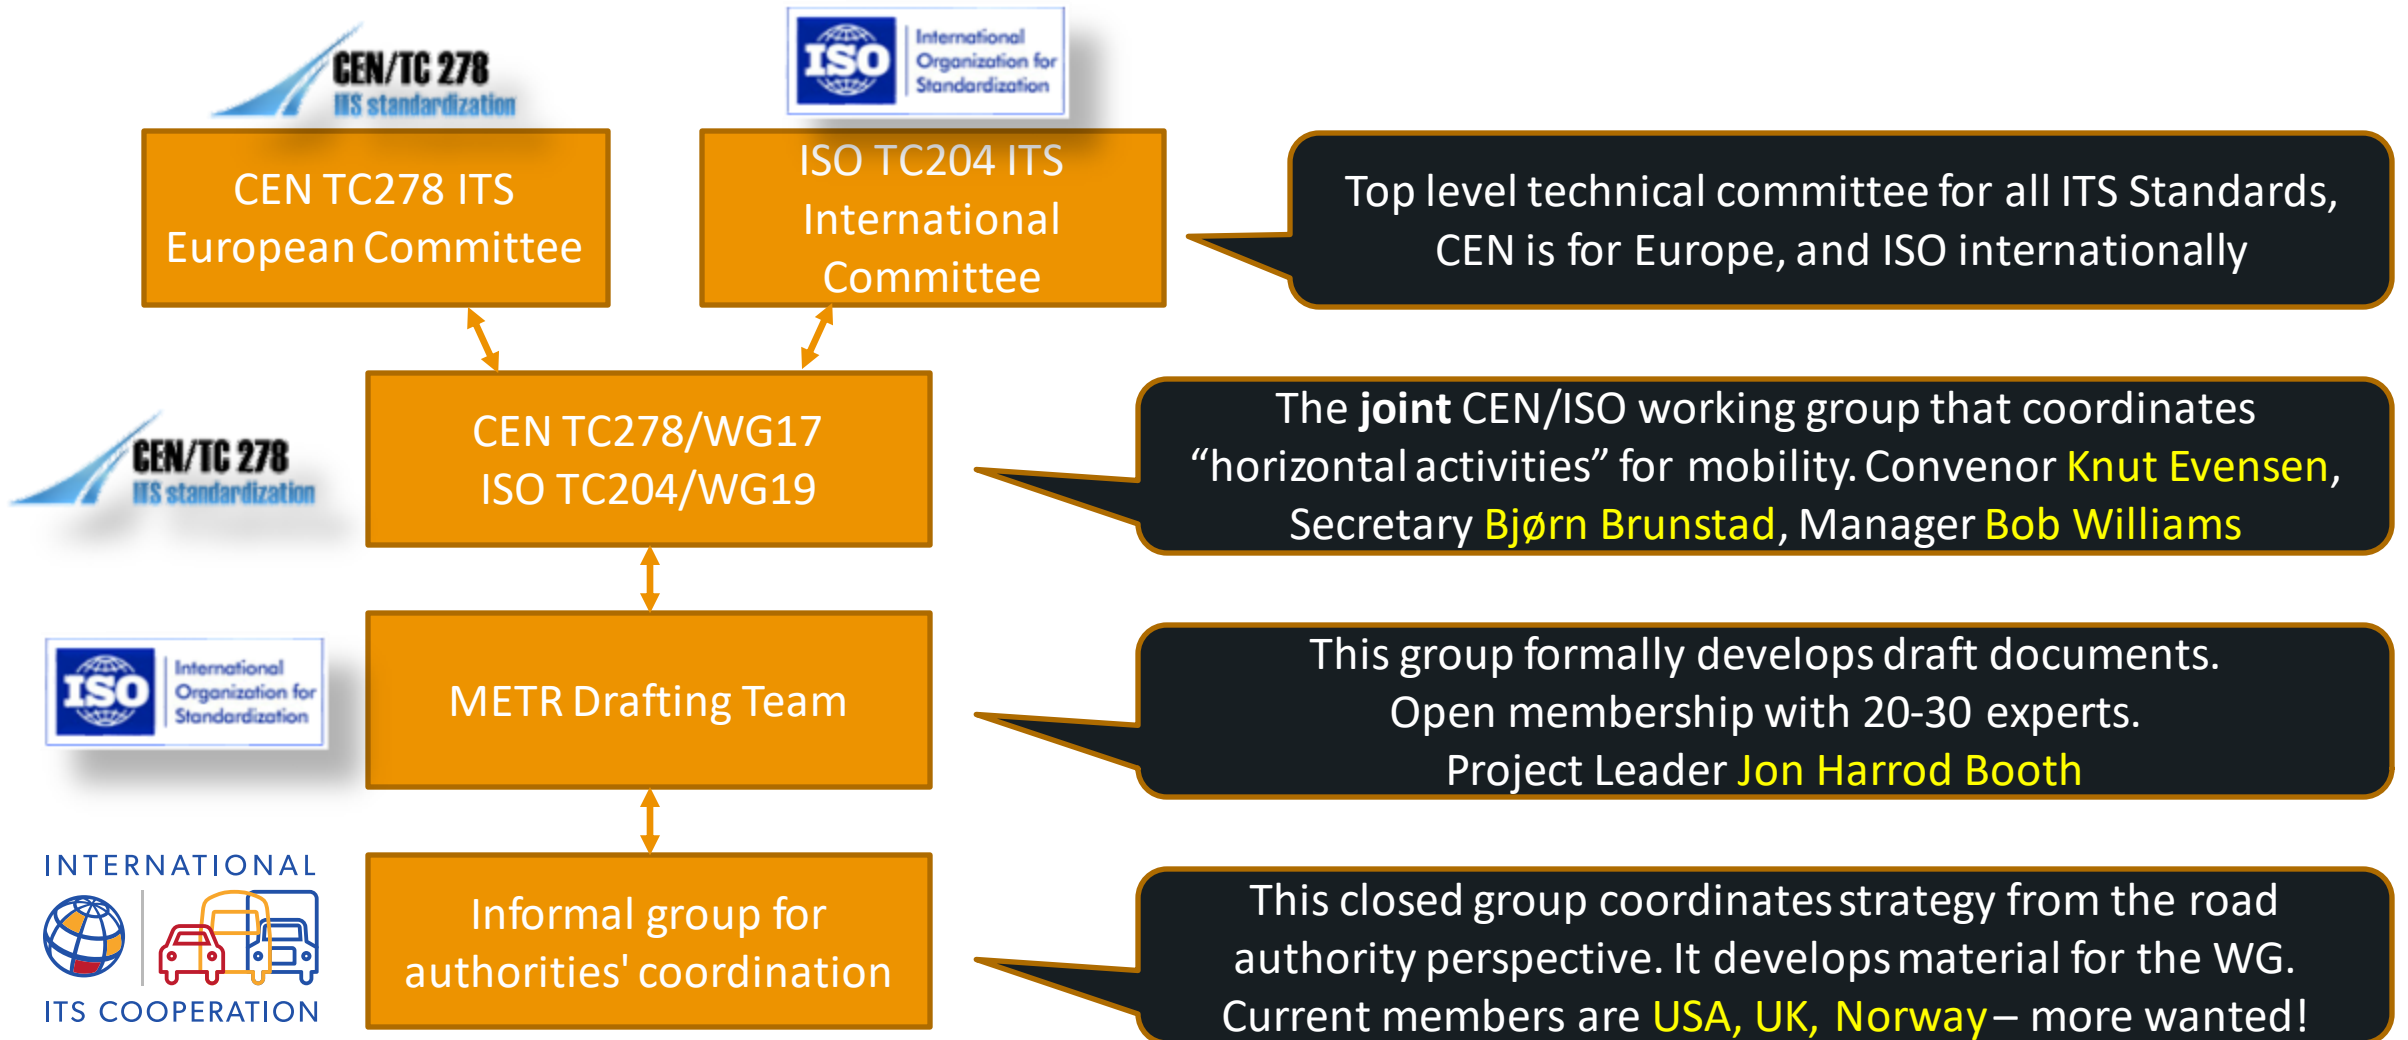 CEN/TC 278
ITS standardization
ISO
International
Organization for
Standardization
CEN TC278 ITS
European Committee
ISO TC204 ITS
International
Committee
Top level technical committee for all ITS Standards,
CEN is for Europe, and ISO internationally
CEN/TC 278
ITS standardization
CEN TC278/WG17
ISO TC204/WG19
The joint CEN/ISO working group that coordinates
“horizontal activities” for mobility. Convenor Knut Evensen,
Secretary Bjørn Brunstad, Manager Bob Williams
ISO
International
Organization for
Standardization
METR Drafting Team
This group formally develops draft documents.
Open membership with 20-30 experts.
Project Leader Jon Harrod Booth
INTERNATIONAL
ITS COOPERATION
Informal group for
authorities' coordination
This closed group coordinates strategy from the road
authority perspective. It develops material for the WG.
Current members are USA, UK, Norway – more wanted!